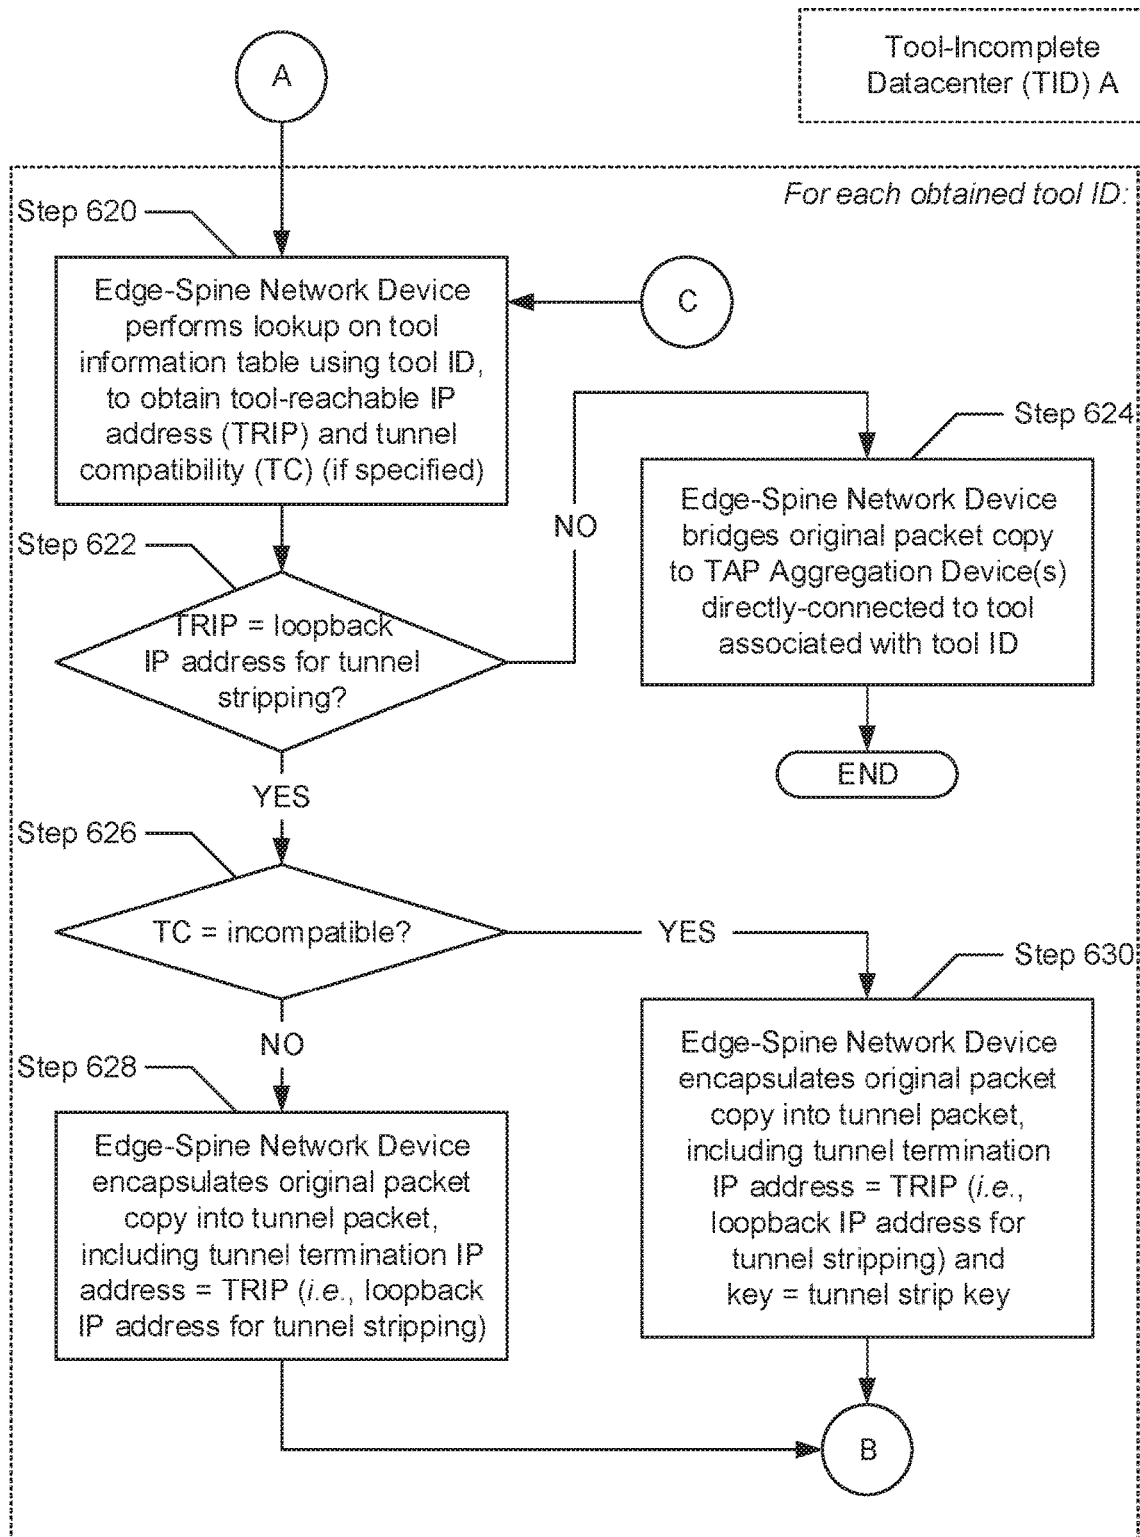 Tool-Incomplete
Datacenter (TID) A
A
For each obtained tool ID:
Step 620
Edge-Spine Network Device
performs lookup on tool
information table using tool ID,
to obtain tool-reachable IP
address (TRIP) and tunnel
compatibility (TC) (if specified)
C
Step 622
TRIP = loopback
IP address for tunnel
stripping?
NO
Step 624
Edge-Spine Network Device
bridges original packet copy
to TAP Aggregation Device(s)
directly-connected to tool
associated with tool ID
END
YES
Step 626
TC = incompatible?
YES
NO
Step 628
Edge-Spine Network Device
encapsulates original packet
copy into tunnel packet,
including tunnel termination IP
address = TRIP (i.e., loopback
IP address for tunnel stripping)
Step 630
Edge-Spine Network Device
encapsulates original packet
copy into tunnel packet,
including tunnel termination
IP address = TRIP (i.e.,
loopback IP address for
tunnel stripping) and
key = tunnel strip key
B